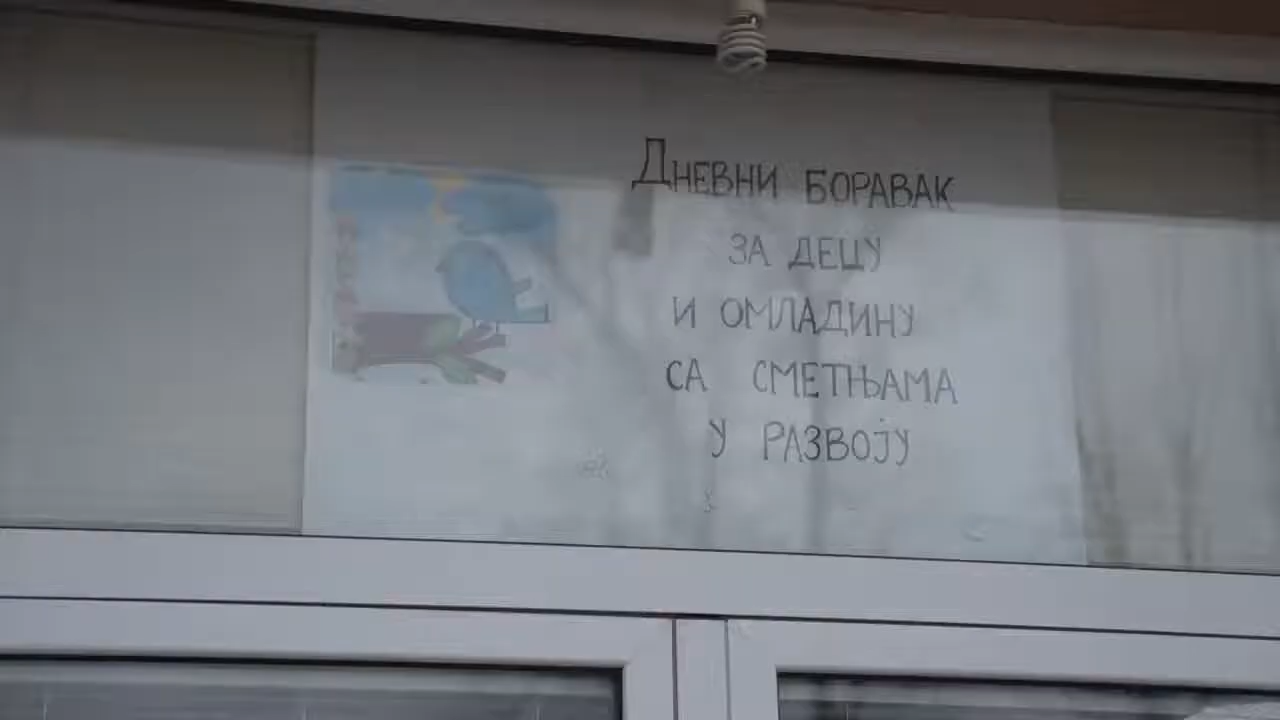 Дневни боравак
за децу
и омладину
са сметњама
у развоју